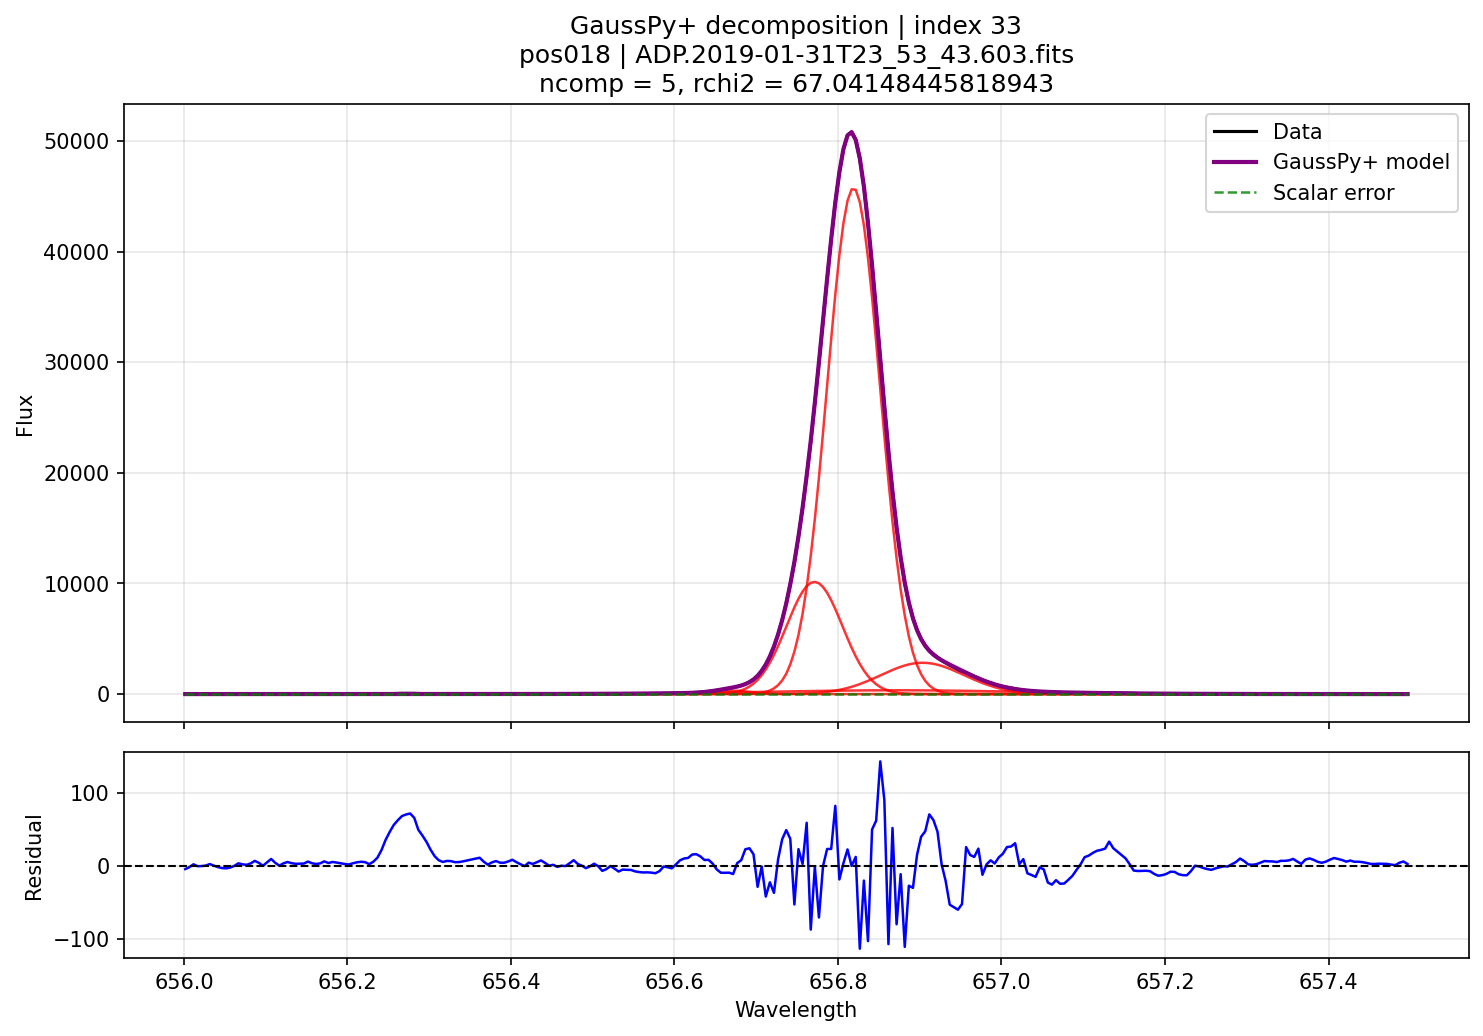 GaussPy+ decomposition | index 33
pos018 | ADP.2019-01-31T23_53_43.603.fits
ncomp = 5, rchi2 = 67.04148445818943
Data
GaussPy+ model
Scalar error
50000
40000
30000
20000
10000
0
Flux
100
0
−100
Residual
656.0 656.2 656.4 656.6 656.8 657.0 657.2 657.4
Wavelength